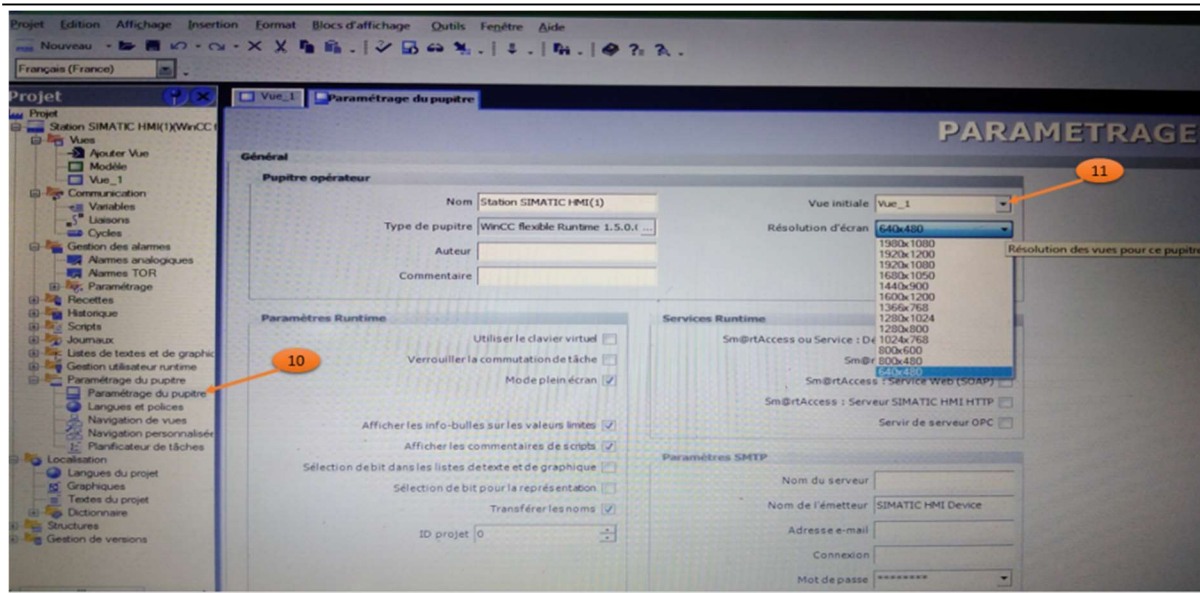 Projet Edition Affichage Insertion Format Blocs d'affichage Outils Fenêtre Aide
Nouveau
Français (France)
Projet
Vue_1
Paramétrage du pupitre
Projet
Station SIMATIC HMI(1)(WinCC f
Vues
Ajouter Vue
Modèle
Vue_1
Communication
Variables
Liaisons
Cycles
Gestion des alarmes
Alarmes analogiques
Alarmes TOR
Paramétrage
Recettes
Historique
Scripts
Journaux
Listes de textes et de graphic
Gestion utilisateur runtime
Paramétrage du pupitre
Paramétrage du pupitre
Langues et polices
Navigation de vues
Navigation personnalisée
Planificateur de tâches
Localisation
Langues du projet
Graphiques
Textes du projet
Dictionnaire
Structures
Gestion de versions
10
PARAMETRAGE
Général
11
Pupitre opérateur
Nom Station SIMATIC HMI(1)
Type de pupitre WinCC flexible Runtime 1.5.0.( ...
Auteur
Commentaire
Vue initiale Vue_1
Résolution d'écran 640x480
1980x1080
1920x1200
1920x1080
1680x1050
1440x900
1600x1200
1366x768
1280x1024
1280x800
1024x768
800x600
800x480
640x480
Résolution des vues pour ce pupitre
Paramètres Runtime
Utiliser le clavier virtuel
Verrouiller la commutation de tâche
Mode plein écran
Afficher les info-bulles sur les valeurs limites
Afficher les commentaires de scripts
Sélection de bit dans les listes de texte et de graphique
Sélection de bit pour la représentation
Transférer les noms
ID projet 0
Services Runtime
Sm@rtAccess ou Service : Dé
Sm@r
Sm@rtAccess : Service Web (SOAP)
Sm@rtAccess : Serveur SIMATIC HMI HTTP
Servir de serveur OPC
Paramètres SMTP
Nom du serveur
Nom de l'émetteur SIMATIC HMI Device
Adresse e-mail
Connexion
Mot de passe ********